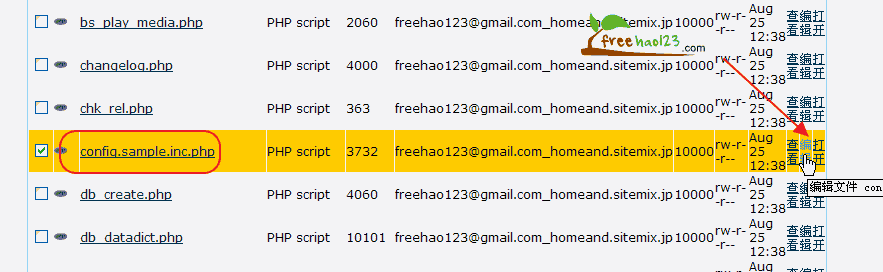 bs_play_media.php PHP script 2060 freehao123@gmail.com_homeand.sitemix.jp 10000 rw-r--r-- Aug 25 12:38 查看 编辑 打开
freehao123.com
changelog.php PHP script 4000 freehao123@gmail.com_homeand.sitemix.jp 10000 rw-r--r-- Aug 25 12:38 查看 编辑 打开
chk_rel.php PHP script 363 freehao123@gmail.com_homeand.sitemix.jp 10000 rw-r--r-- Aug 25 12:38 查看 编辑 打开
config.sample.inc.php PHP script 3732 freehao123@gmail.com_homeand.sitemix.jp 10000 rw-r--r-- Aug 25 12:38 查看 编辑 打开
编辑文件 con
db_create.php PHP script 4060 freehao123@gmail.com_homeand.sitemix.jp 10000 rw-r--r-- Aug 25 12:38 查看 编辑 打开
db_datadict.php PHP script 10101 freehao123@gmail.com_homeand.sitemix.jp 10000 rw-r--r-- Aug 25 12:38 查看 编辑 打开
Aug